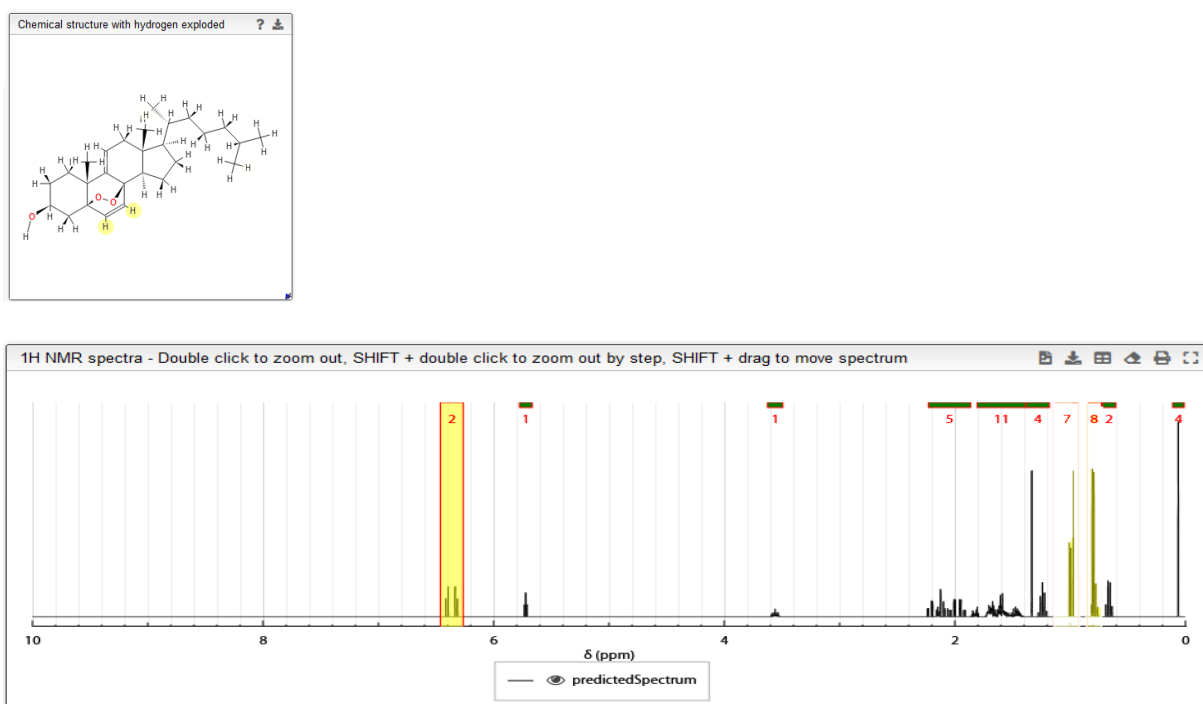 Chemical structure with hydrogen exploded ?
1H NMR spectra - Double click to zoom out, SHIFT + double click to zoom out by step, SHIFT + drag to move spectrum
2 1 1 5 11 4 7 8 2 4
10 8 6 4 2 0
δ (ppm)
predictedSpectrum